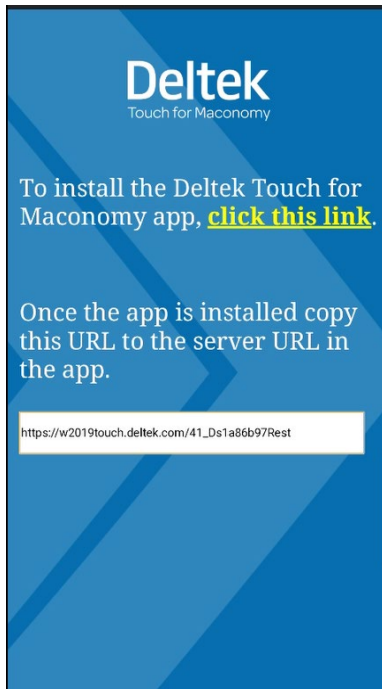 Deltek
Touch for Maconomy
To install the Deltek Touch for
Maconomy app, click this link.
Once the app is installed copy
this URL to the server URL in
the app.
https://w2019touch.deltek.com/41_Ds1a86b97Rest